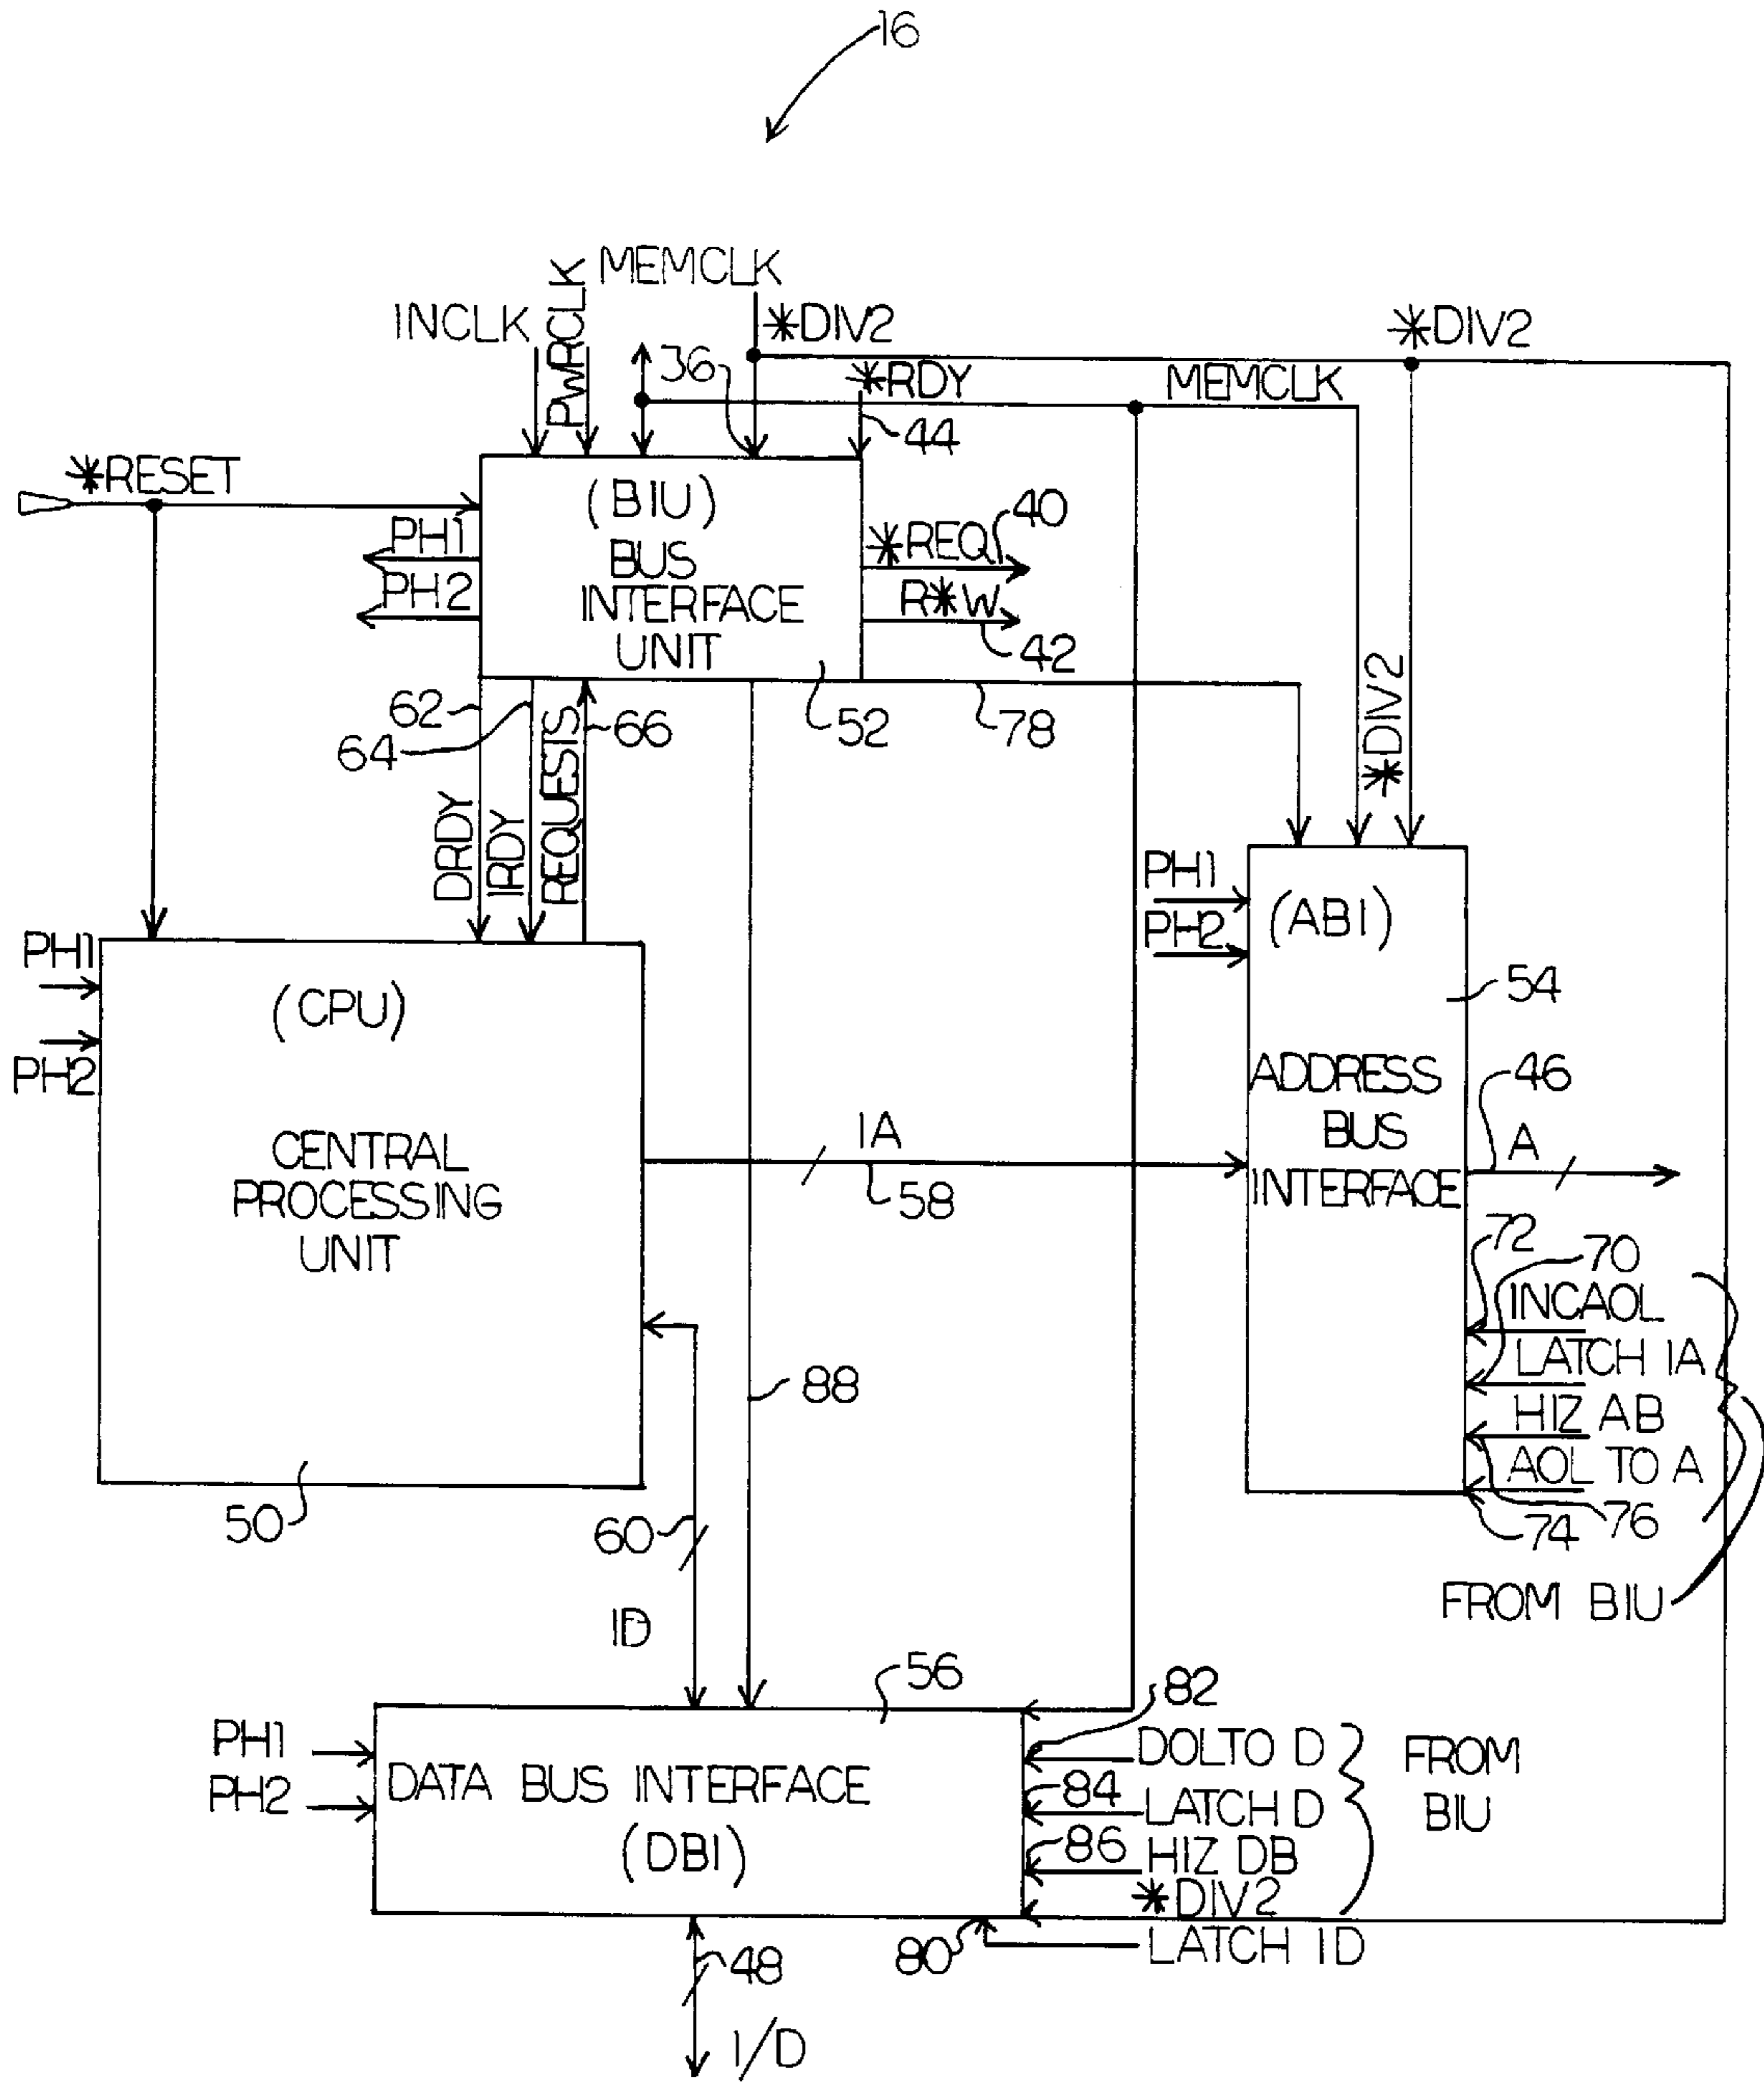 16
MEMCLK
INCLK
PWRCLK
*DIV2
*DIV2
36
*RDY
MEMCLK
44
*RESET
(BIU)
BUS
INTERFACE
UNIT
PH1
PH2
*REQ
40
R*W
42
62
64
66
52
78
*DIV2
DRDY
IRDY
REQUESTS
PH1
PH2
(ABI)
54
PH1
PH2
(CPU)
CENTRAL
PROCESSING
UNIT
ADDRESS
BUS
INTERFACE
46
A
IA
58
72
70
INCAOL
LATCH IA
HIZ AB
AOL TO A
74
76
FROM BIU
88
50
60
ID
56
82
PH1
PH2
DATA BUS INTERFACE
(DBI)
DOLTO D
84
LATCH D
86
HIZ DB
*DIV2
LATCH ID
80
FROM
BIU
48
I/D